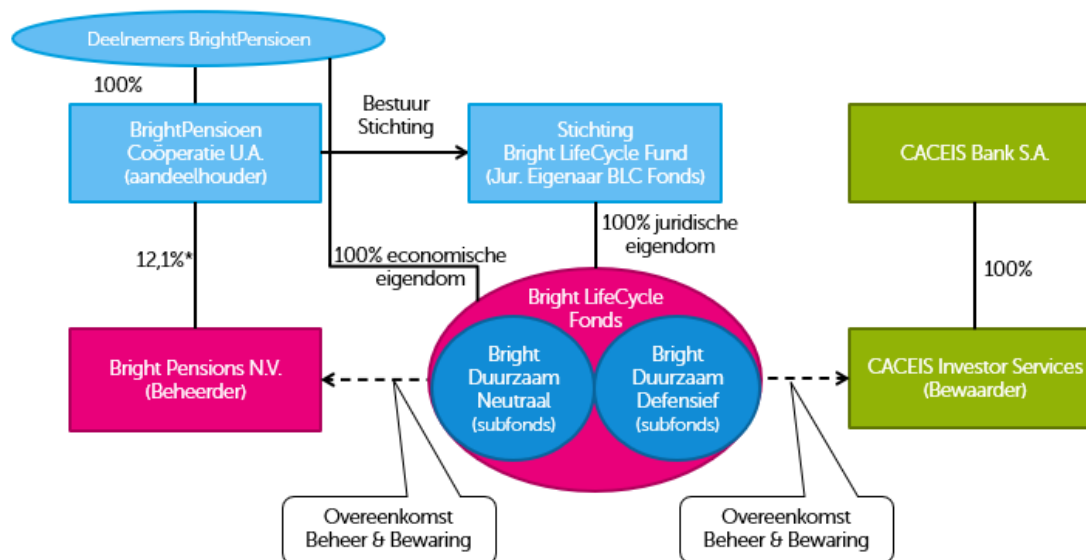 Deelnemers BrightPensioen
100%
BrightPensioen
Coöperatie U.A.
(aandeelhouder)
Bestuur
Stichting
Stichting
Bright LifeCycle Fund
(Jur. Eigenaar BLC Fonds)
CACEIS Bank S.A.
12,1%*
100% economische
eigendom
100% juridische
eigendom
100%
Bright LifeCycle
Fonds
Bright Pensions N.V.
(Beheerder)
Bright
Duurzaam
Neutraal
(subfonds)
Bright
Duurzaam
Defensief
(subfonds)
CACEIS Investor Services
(Bewaarder)
Overeenkomst
Beheer & Bewaring
Overeenkomst
Beheer & Bewaring